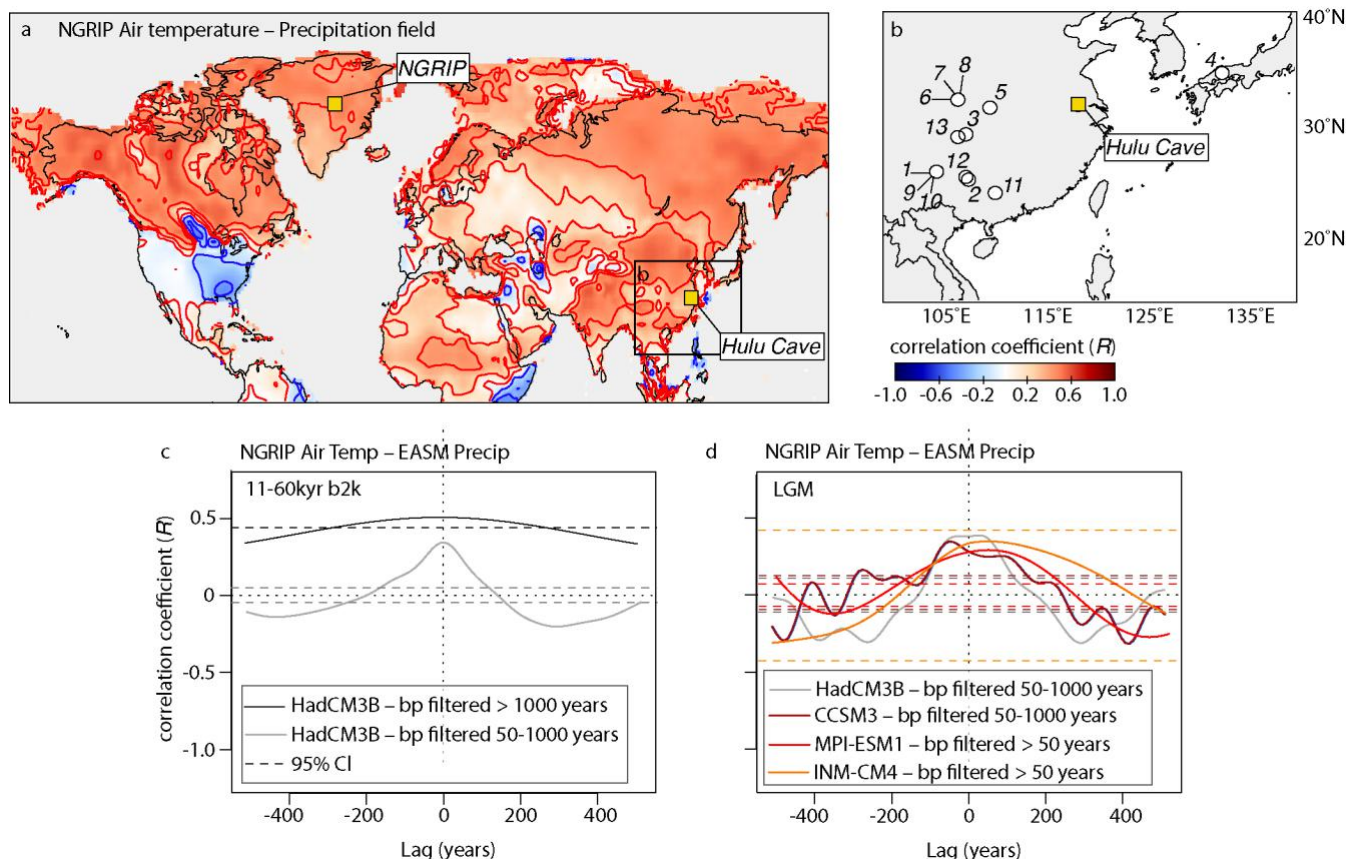 a NGRIP Air temperature – Precipitation field
NGRIP
b
Hulu Cave
b
40°N
30°N
20°N
7
8
6
5
4
3
13
Hulu Cave
1
12
9
10
2
11
105°E 115°E 125°E 135°E
correlation coefficient (R)
-1.0 -0.6 -0.2 0.2 0.6 1.0
c NGRIP Air Temp – EASM Precip
11-60kyr b2k
correlation coefficient (R)
0.5
0
-0.5
-1.0
HadCM3B – bp filtered > 1000 years
HadCM3B – bp filtered 50-1000 years
95% CI
-400 -200 0 200 400
Lag (years)
d NGRIP Air Temp – EASM Precip
LGM
HadCM3B – bp filtered 50-1000 years
CCSM3 – bp filtered 50-1000 years
MPI-ESM1 – bp filtered > 50 years
INM-CM4 – bp filtered > 50 years
-400 -200 0 200 400
Lag (years)